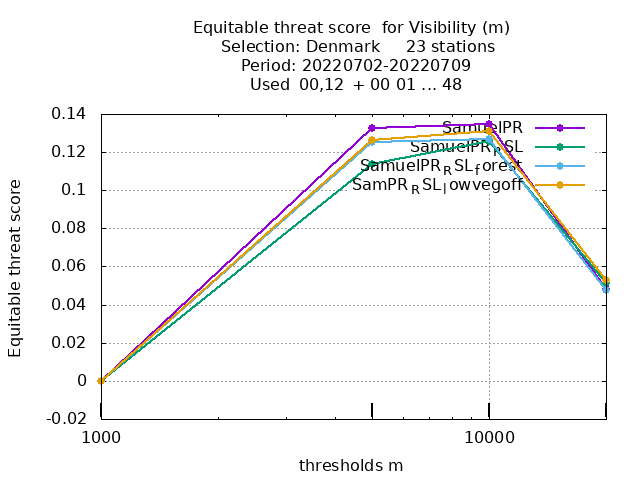 Equitable threat score for Visibility (m)
Selection: Denmark 23 stations
Period: 20220702-20220709
Used 00,12 + 00 01 ... 48
0.14
0.12
0.1
0.08
0.06
0.04
0.02
0
-0.02
Equitable threat score
SamuelPR
SamuelPR_RSL
SamuelPR_RSL_forest
SamPR_RSL_lowvegoff
1000
10000
thresholds m